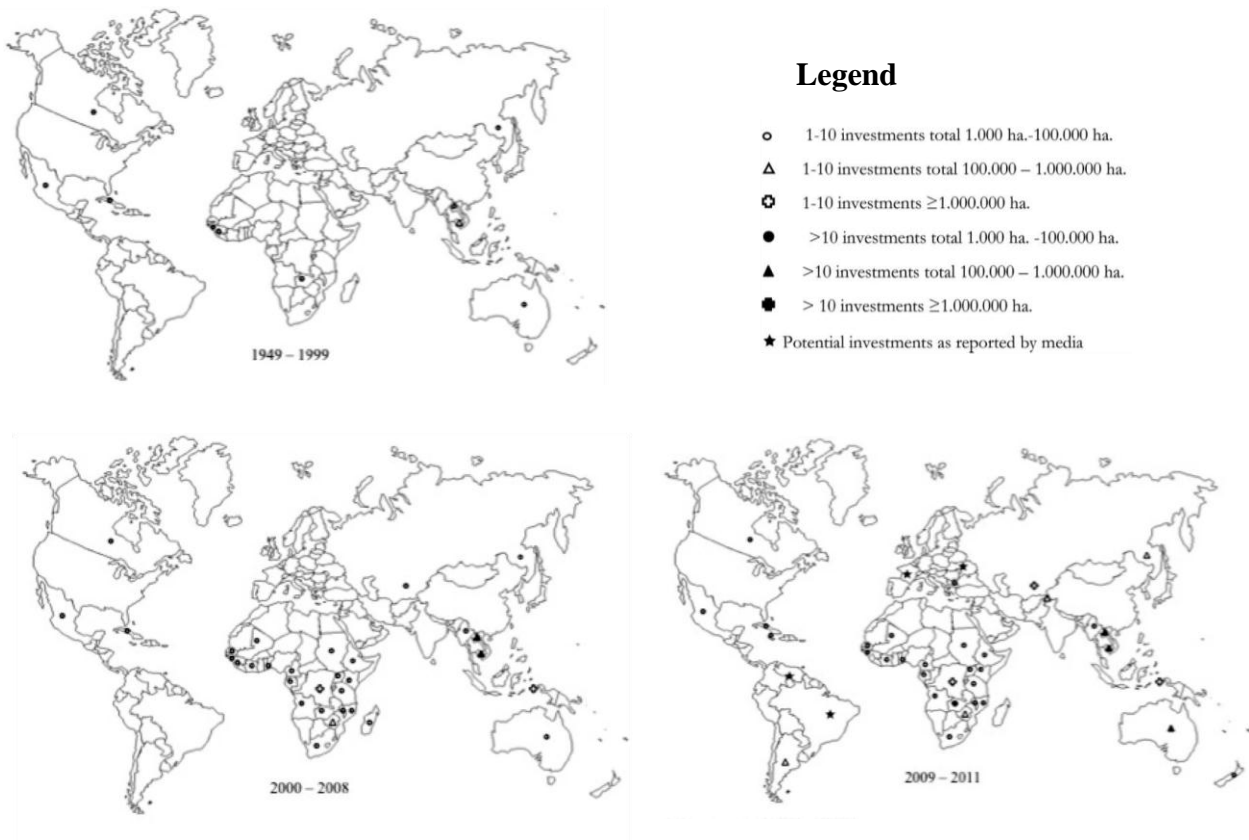 Legend
1-10 investments total 1.000 ha.-100.000 ha.
1-10 investments total 100.000 – 1.000.000 ha.
1-10 investments ≥1.000.000 ha.
>10 investments total 1.000 ha. -100.000 ha.
>10 investments total 100.000 – 1.000.000 ha.
> 10 investments ≥1.000.000 ha.
Potential investments as reported by media
1949 – 1999
2000 – 2008
2009 – 2011